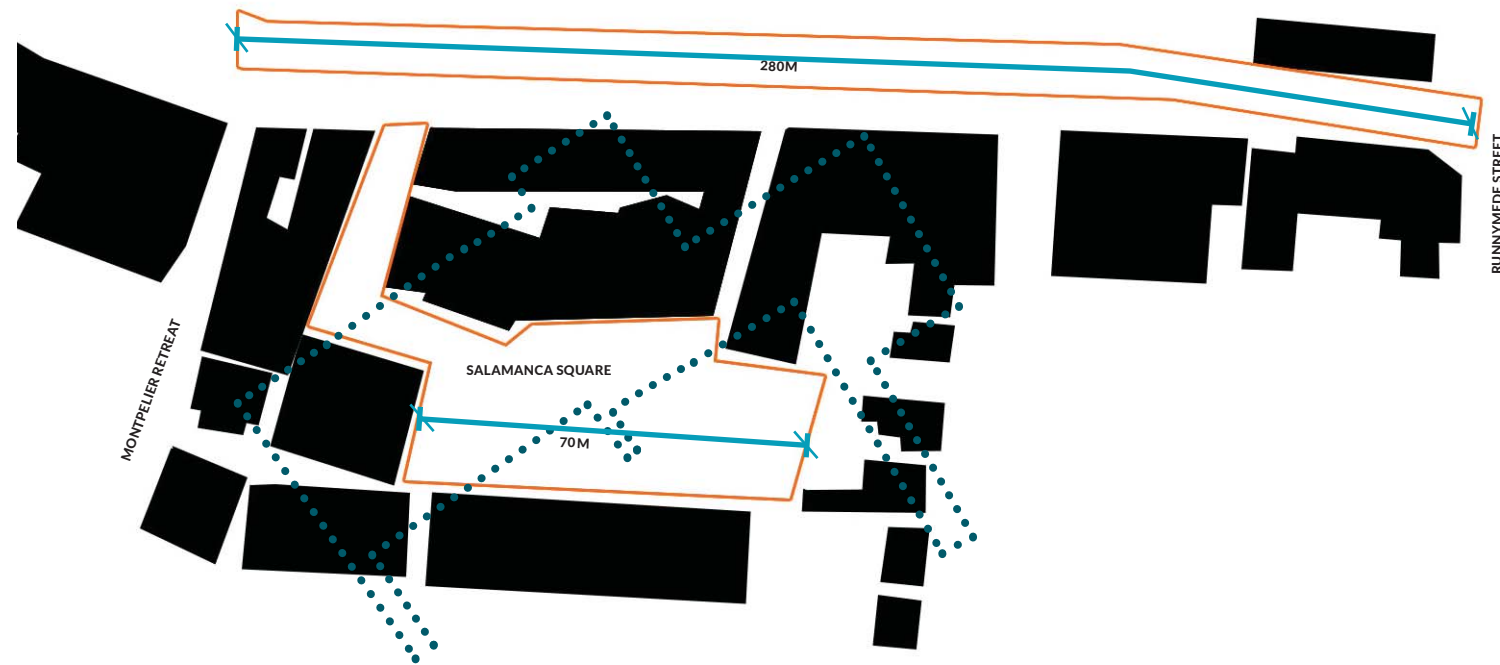 280M
RUNNYMEDE STREET
MONTPELIER RETREAT
SALAMANCA SQUARE
70M